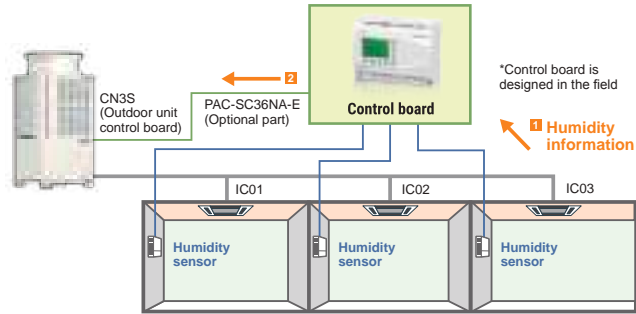 2
*Control board is
designed in the field
CN3S
(Outdoor unit
control board)
PAC-SC36NA-E
(Optional part)
Control board
1 Humidity
information
IC01
IC02
IC03
Humidity
sensor
Humidity
sensor
Humidity
sensor